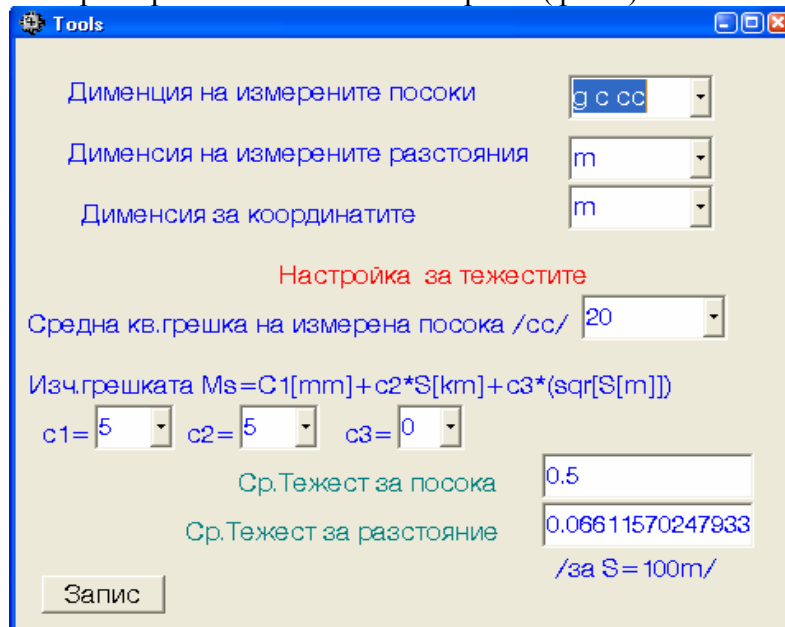 Tools
Дименция на измерените посоки g c cc
Дименсия на измерените разстояния m
Дименсия за координатите m
Настройка за тежестите
Средна кв.грешка на измерена посока /cc/ 20
Изч.грешката Ms=C1[mm]+c2*S[km]+c3*(sqr[S[m]])
c1= 5 c2= 5 c3= 0
Ср.Тежест за посока 0.5
Ср.Тежест за разстояние 0.06611570247933
/за S=100m/
Запис